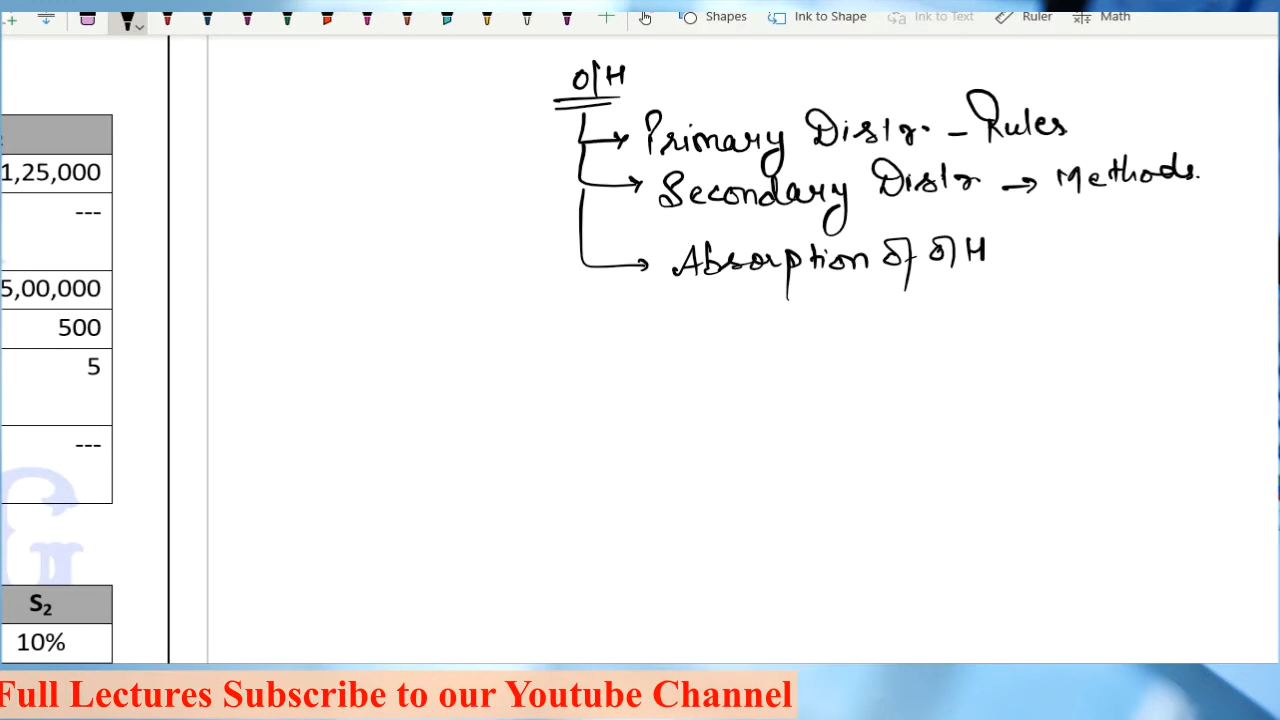 Shapes Ink to Shape Ink to Text Ruler Math
O/H
Primary Distr. - Rules
Secondary Distr → Methods.
Absorption of O/H
1,25,000
---
5,00,000
500
5
---
S₂
10%
Full Lectures Subscribe to our Youtube Channel